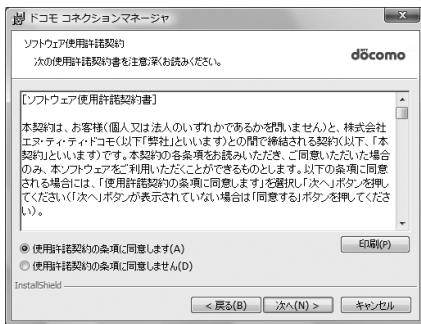 ドコモ コネクションマネージャ
ソフトウェア使用許諾契約
次の使用許諾契約書を注意深くお読みください。
döcomo
[ソフトウェア使用許諾契約書]
本契約は、お客様(個人又は法人のいずれかであるかを問いません)と、株式会社
エヌ・ティ・ティ・ドコモ(以下「弊社」といいます)との間で締結される契約(以下、「本
契約」といいます)です。本契約の各条項をお読みいただき、ご同意いただいた場合
のみ、本ソフトウェアをご利用いただくことができるものとします。以下の条項に同意
される場合には、「使用許諾契約の条項に同意します」を選択し「次へ」ボタンを押し
てください(「次へ」ボタンが表示されていない場合は「同意する」ボタンを押してくださ
い)。
使用許諾契約の条項に同意します(A)
印刷(P)
使用許諾契約の条項に同意しません(D)
InstallShield
< 戻る(B)
次へ(N) >
キャンセル